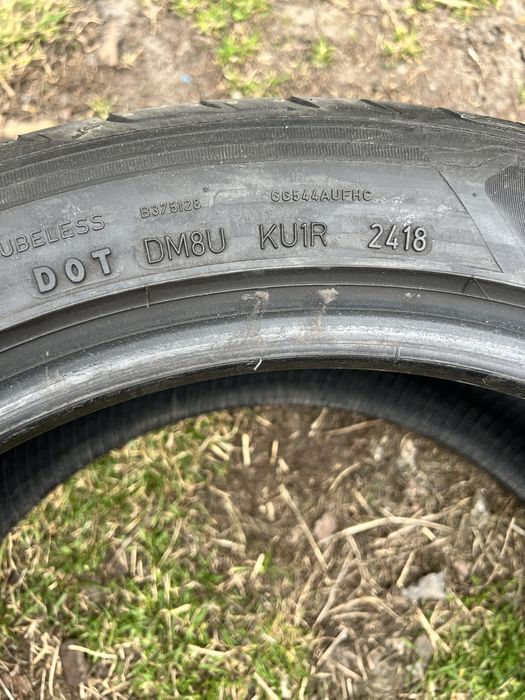 B375128 GG544AUFHC
UBELESS
DOT DM8U KU1R 2418